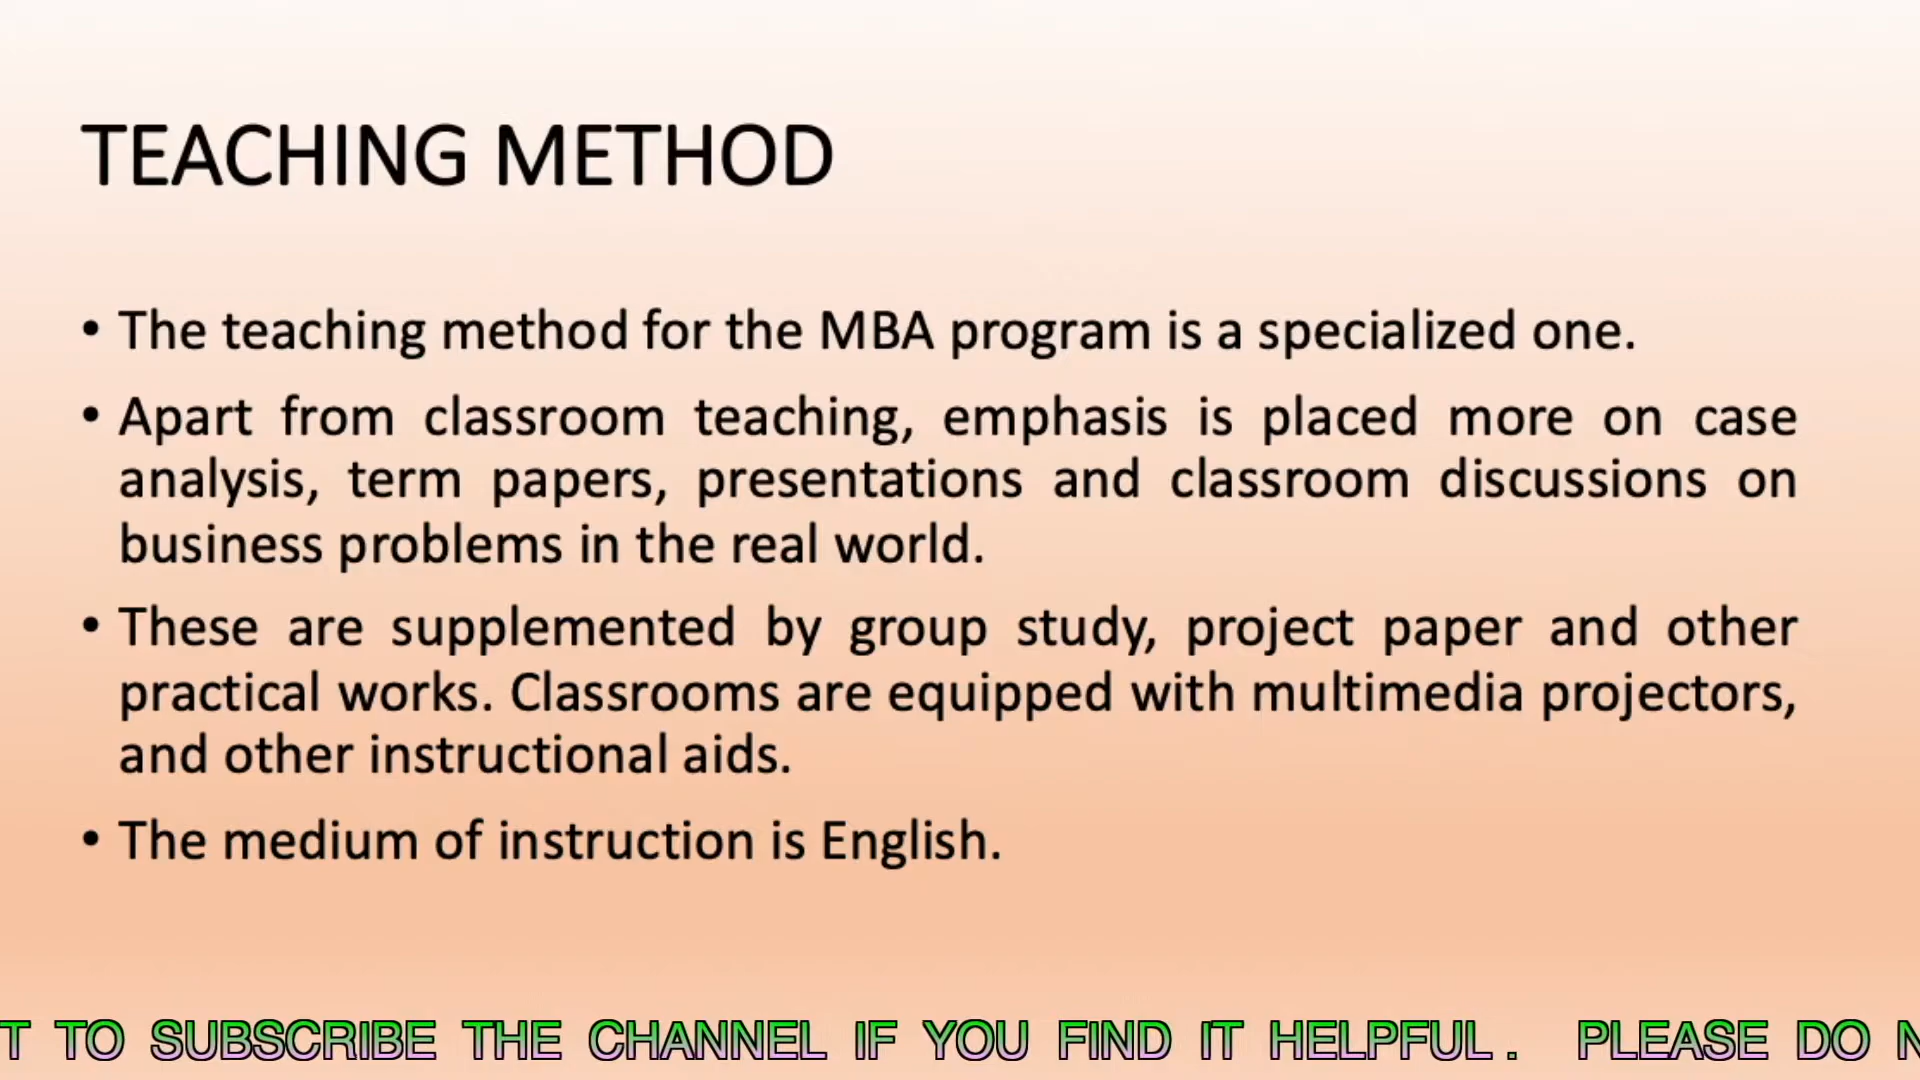 TEACHING METHOD
• The teaching method for the MBA program is a specialized one.
• Apart from classroom teaching, emphasis is placed more on case
analysis, term papers, presentations and classroom discussions on
business problems in the real world.
• These are supplemented by group study, project paper and other
practical works. Classrooms are equipped with multimedia projectors,
and other instructional aids.
• The medium of instruction is English.
T TO SUBSCRIBE THE CHANNEL IF YOU FIND IT HELPFUL. PLEASE DO N